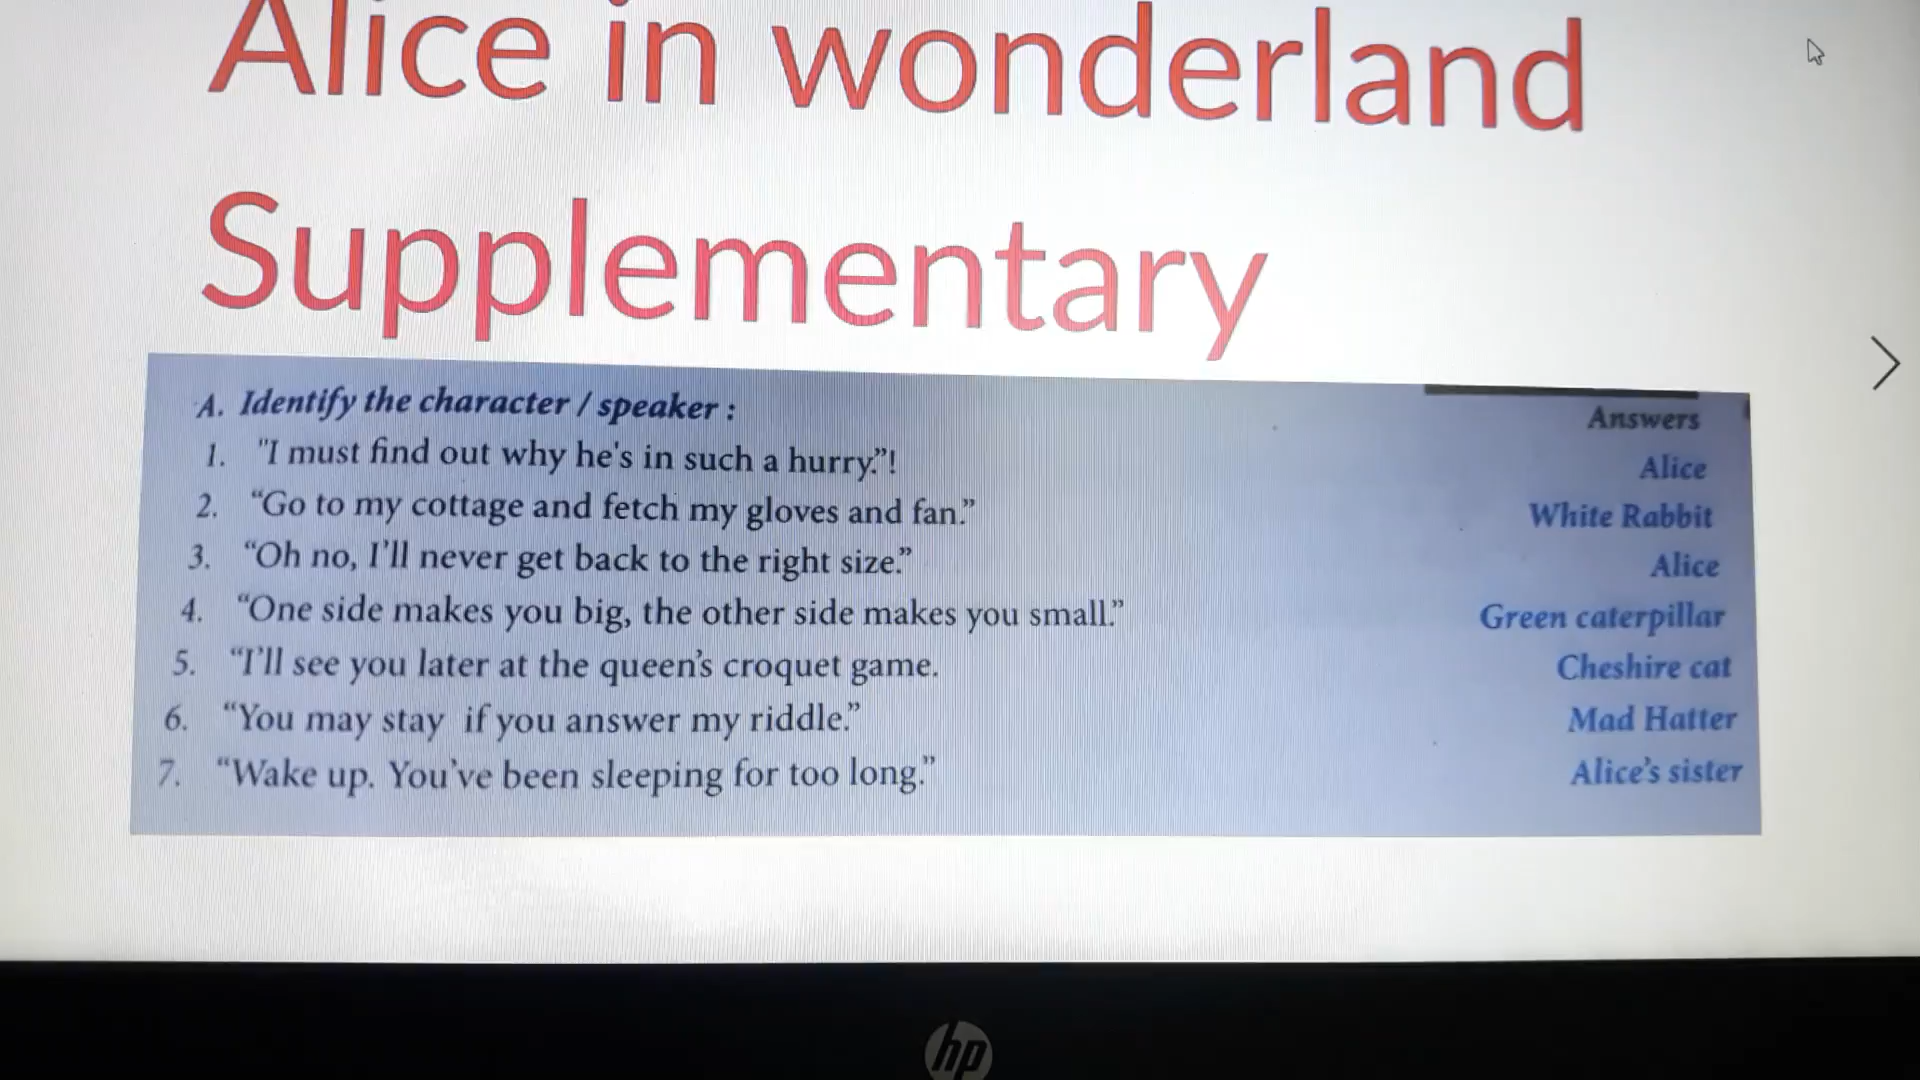 Alice in wonderland
Supplementary
A. Identify the character / speaker :
Answers
1. "I must find out why he's in such a hurry."!
Alice
2. “Go to my cottage and fetch my gloves and fan.”
White Rabbit
3. “Oh no, I’ll never get back to the right size.”
Alice
4. “One side makes you big, the other side makes you small.”
Green caterpillar
5. “I’ll see you later at the queen’s croquet game.
Cheshire cat
6. “You may stay if you answer my riddle.”
Mad Hatter
7. “Wake up. You’ve been sleeping for too long.”
Alice’s sister
hp